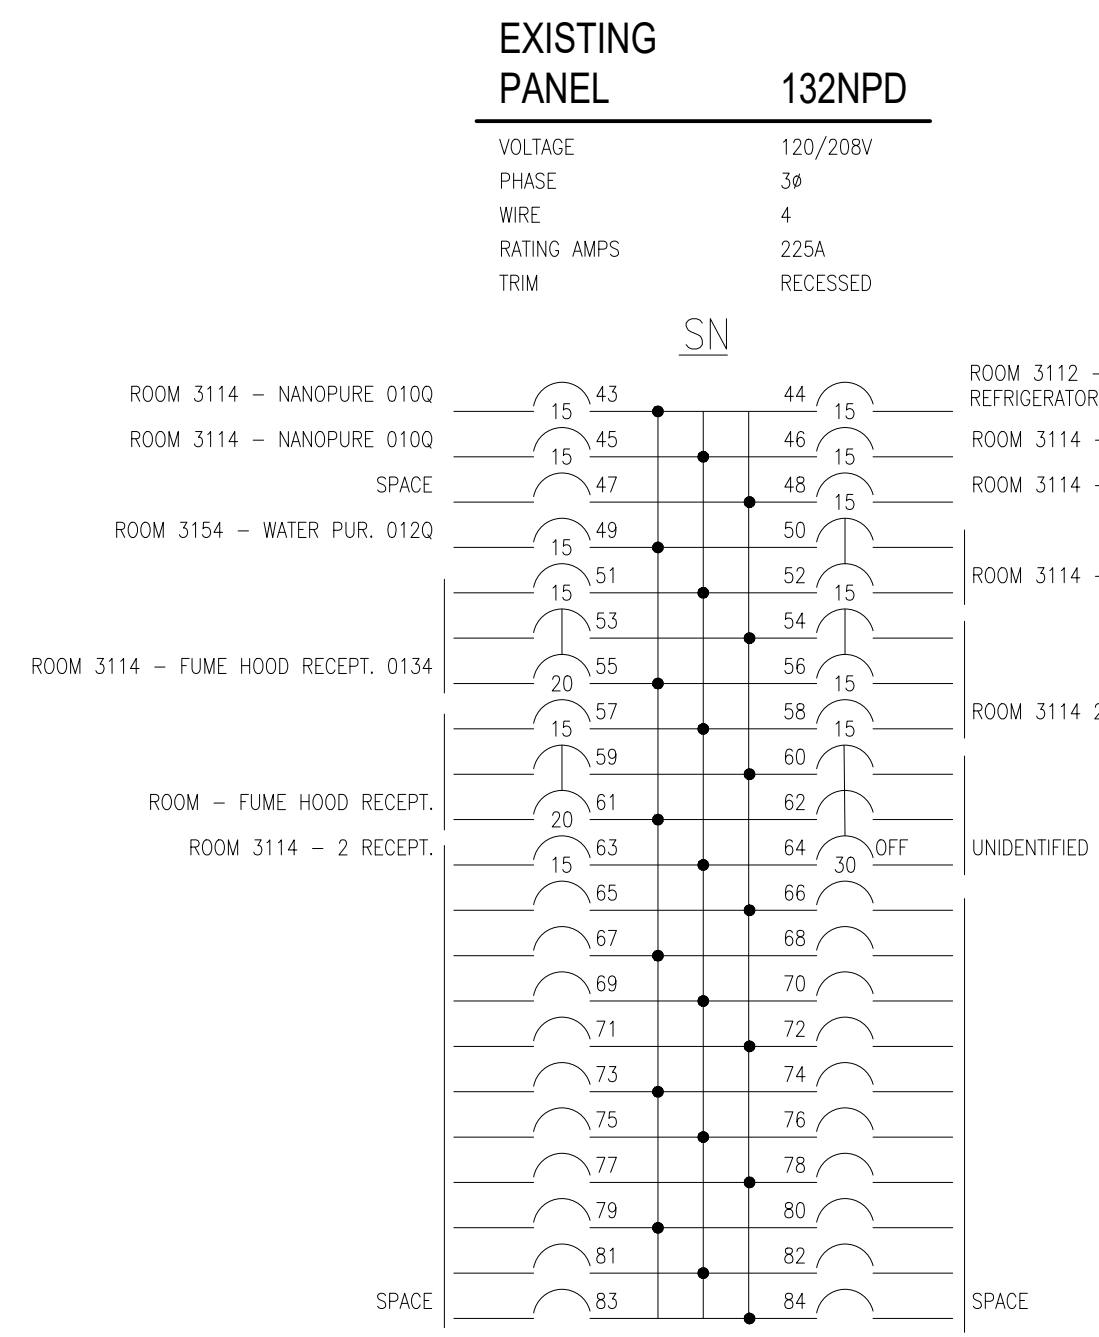 EXISTING
PANEL 132NPD
VOLTAGE 120/208V
PHASE 3ø
WIRE 4
RATING AMPS 225A
TRIM RECESSED
SN
ROOM 3112 -
ROOM 3114 - NANOPURE 010Q 15 43 44 15 REFRIGERATOR
ROOM 3114 - NANOPURE 010Q 15 45 46 15 ROOM 3114 -
SPACE 47 48 15 ROOM 3114 -
ROOM 3154 - WATER PUR. 012Q 15 49 50
15 51 52 15 ROOM 3114 -
53 54
ROOM 3114 - FUME HOOD RECEPT. 0134 20 55 56 15
15 57 58 15 ROOM 3114 2
59 60
ROOM - FUME HOOD RECEPT. 20 61 62
ROOM 3114 - 2 RECEPT. 15 63 64 30 OFF UNIDENTIFIED
65 66
67 68
69 70
71 72
73 74
75 76
77 78
79 80
81 82
SPACE 83 84 SPACE